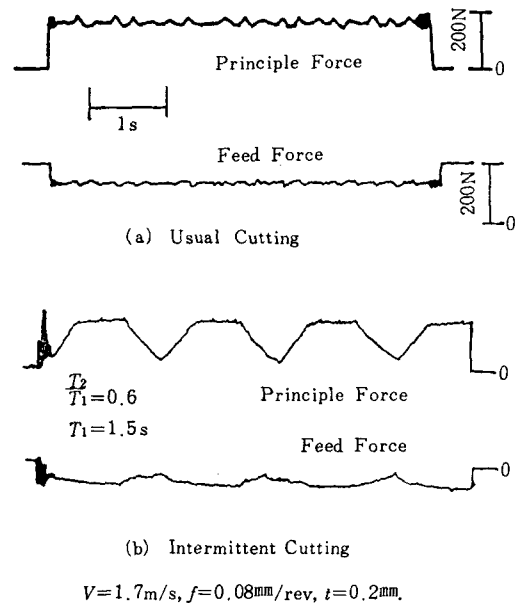 200N
0
Principle Force
1s
Feed Force
200N
0
(a) Usual Cutting
T2
T1=0.6
T1=1.5s
0
Principle Force
Feed Force
0
(b) Intermittent Cutting
V=1.7m/s, f=0.08mm/rev, t=0.2mm.